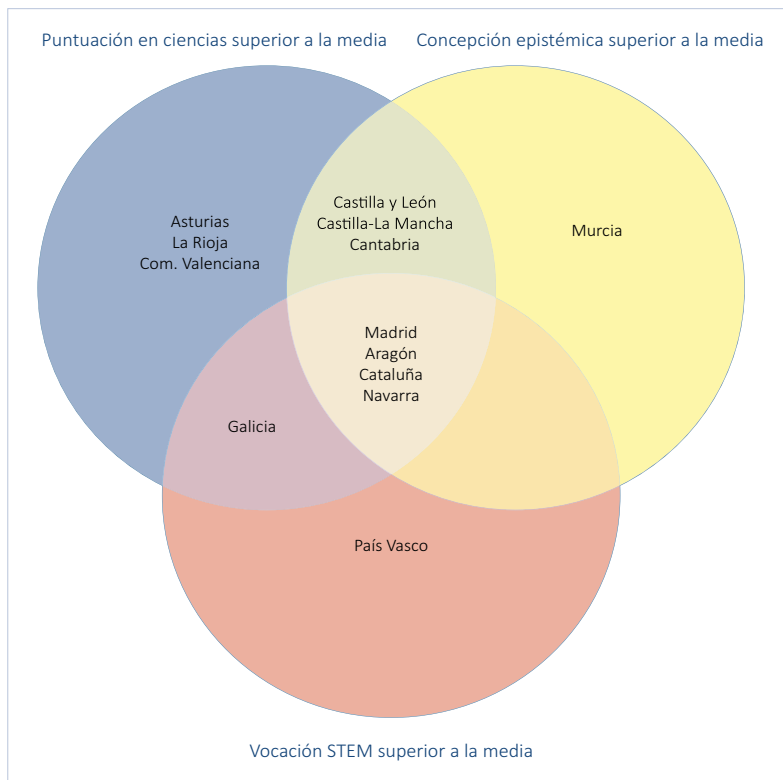 Puntuación en ciencias superior a la media
Concepción epistémica superior a la media
Asturias
La Rioja
Com. Valenciana
Castilla y León
Castilla-La Mancha
Cantabria
Murcia
Madrid
Aragón
Cataluña
Navarra
Galicia
País Vasco
Vocación STEM superior a la media